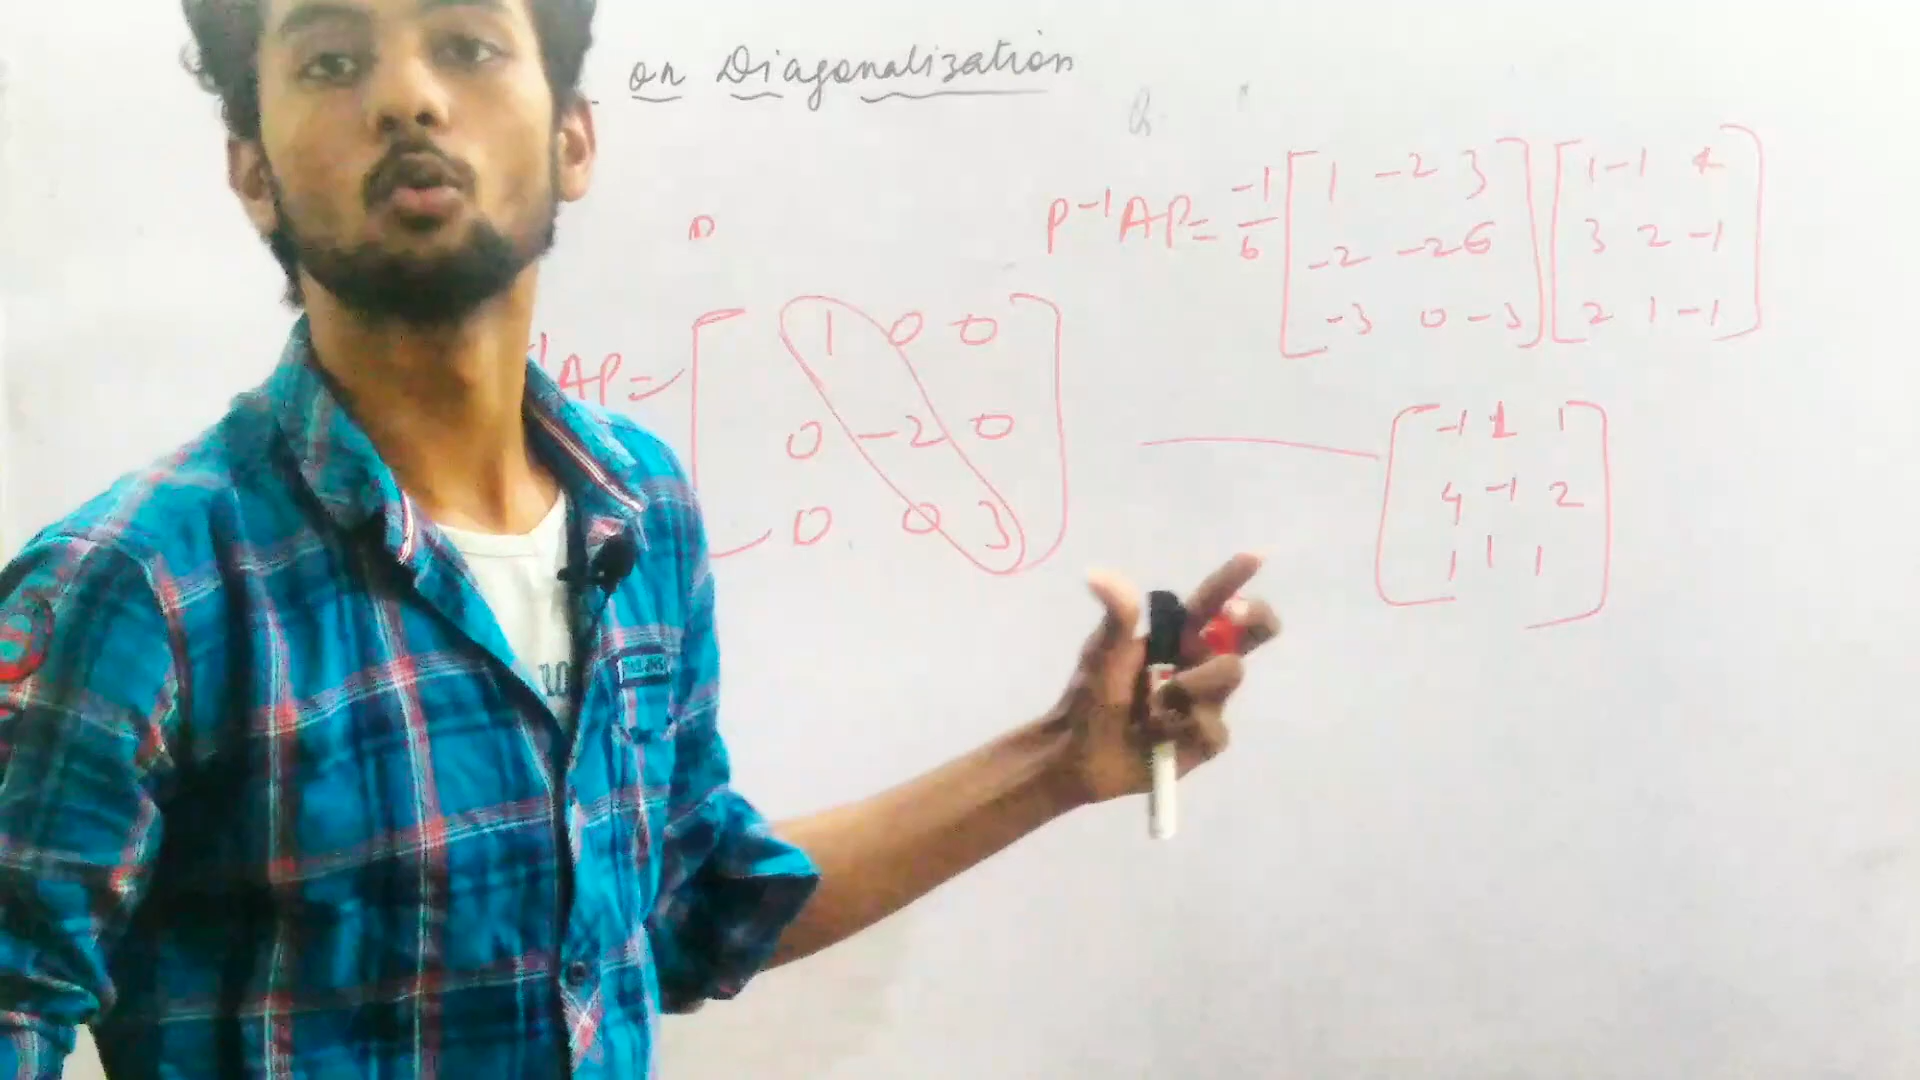 on Diagonalization
P⁻¹AP = -1/6 [1 -2 3] [1 -1 4]
[-2 -2 6] [3 2 -1]
[-3 0 -3] [2 1 -1]
[-1 1 1]
[4 -1 2]
[1 1 1]
D
⁻¹AP = [1 0 0]
[0 -2 0]
[0 0 3]